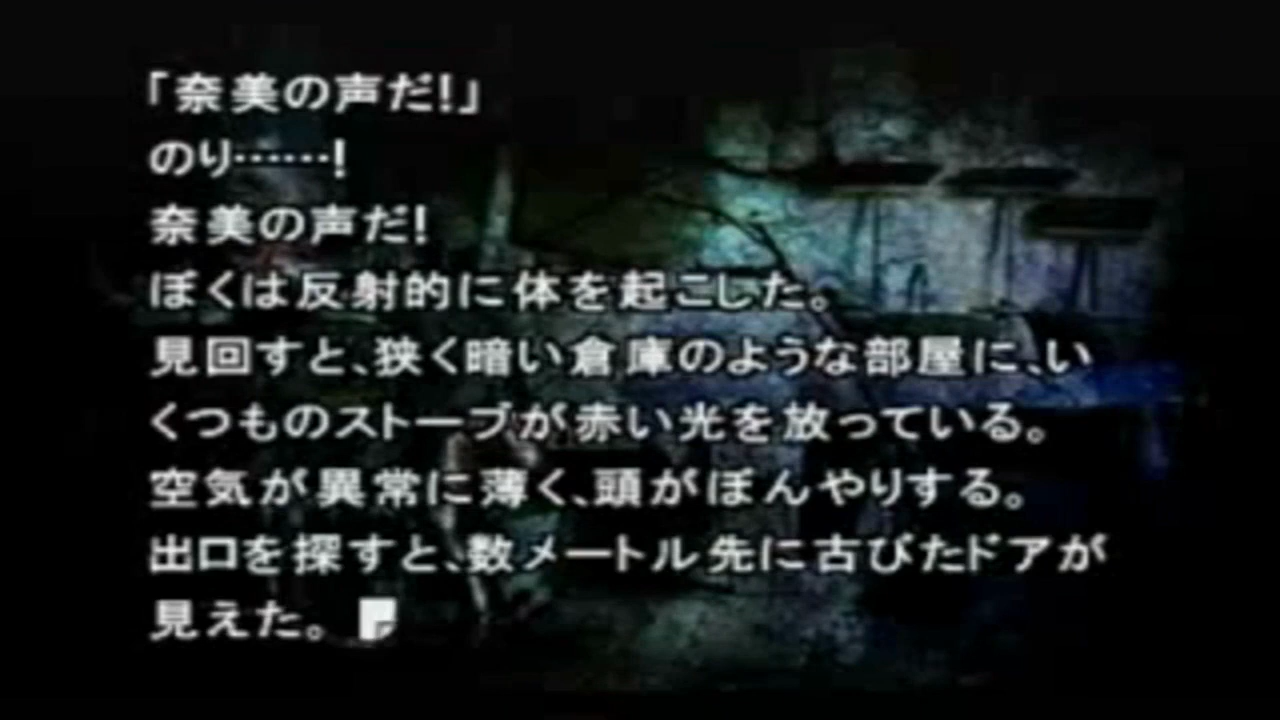 「奈美の声だ！」
のり……！
奈美の声だ！
ぼくは反射的に体を起こした。
見回すと、狭く暗い倉庫のような部屋に、い
くつものストーブが赤い光を放っている。
空気が異常に薄く、頭がぼんやりする。
出口を探すと、数メートル先に古びたドアが
見えた。